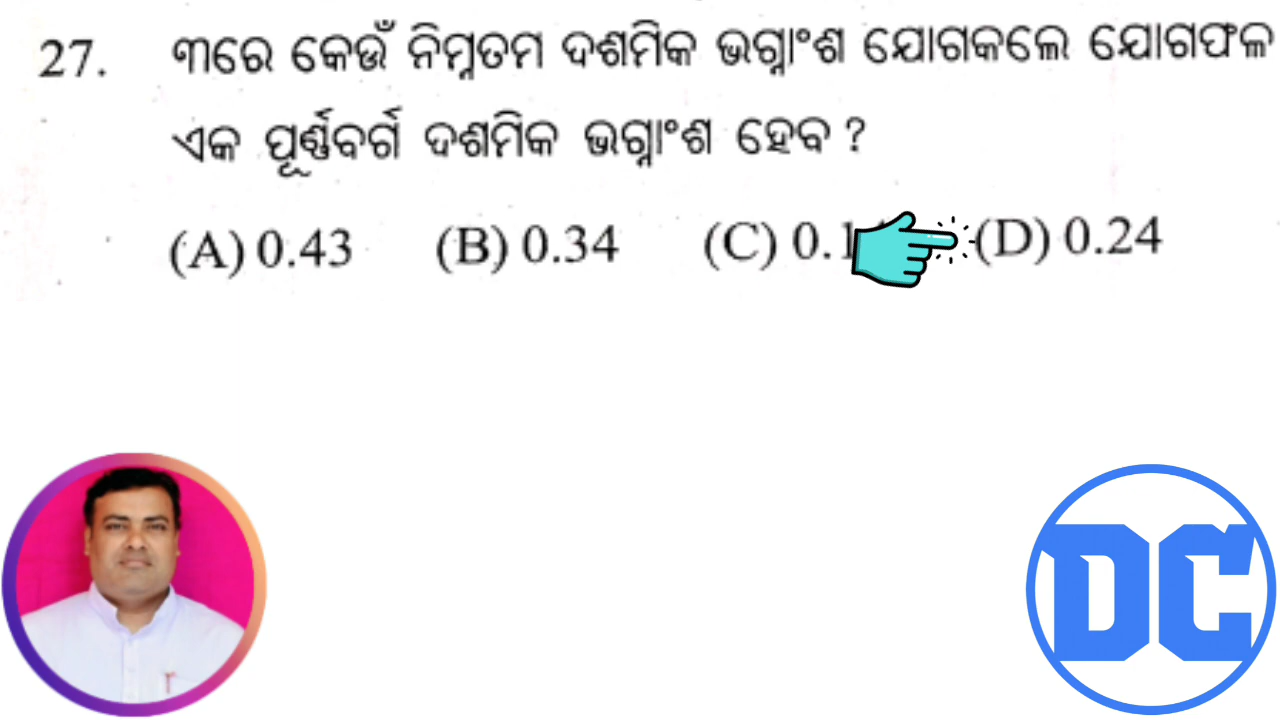 27. ୩ରେ କେଉଁ ନିମ୍ନତମ ଦଶମିକ ଭଗ୍ନାଂଶ ଯୋଗକଲେ ଯୋଗଫଳ
ଏକ ପୂର୍ଣ୍ଣବର୍ଗ ଦଶମିକ ଭଗ୍ନାଂଶ ହେବ ?
(A) 0.43 (B) 0.34 (C) (D) 0.24
DC